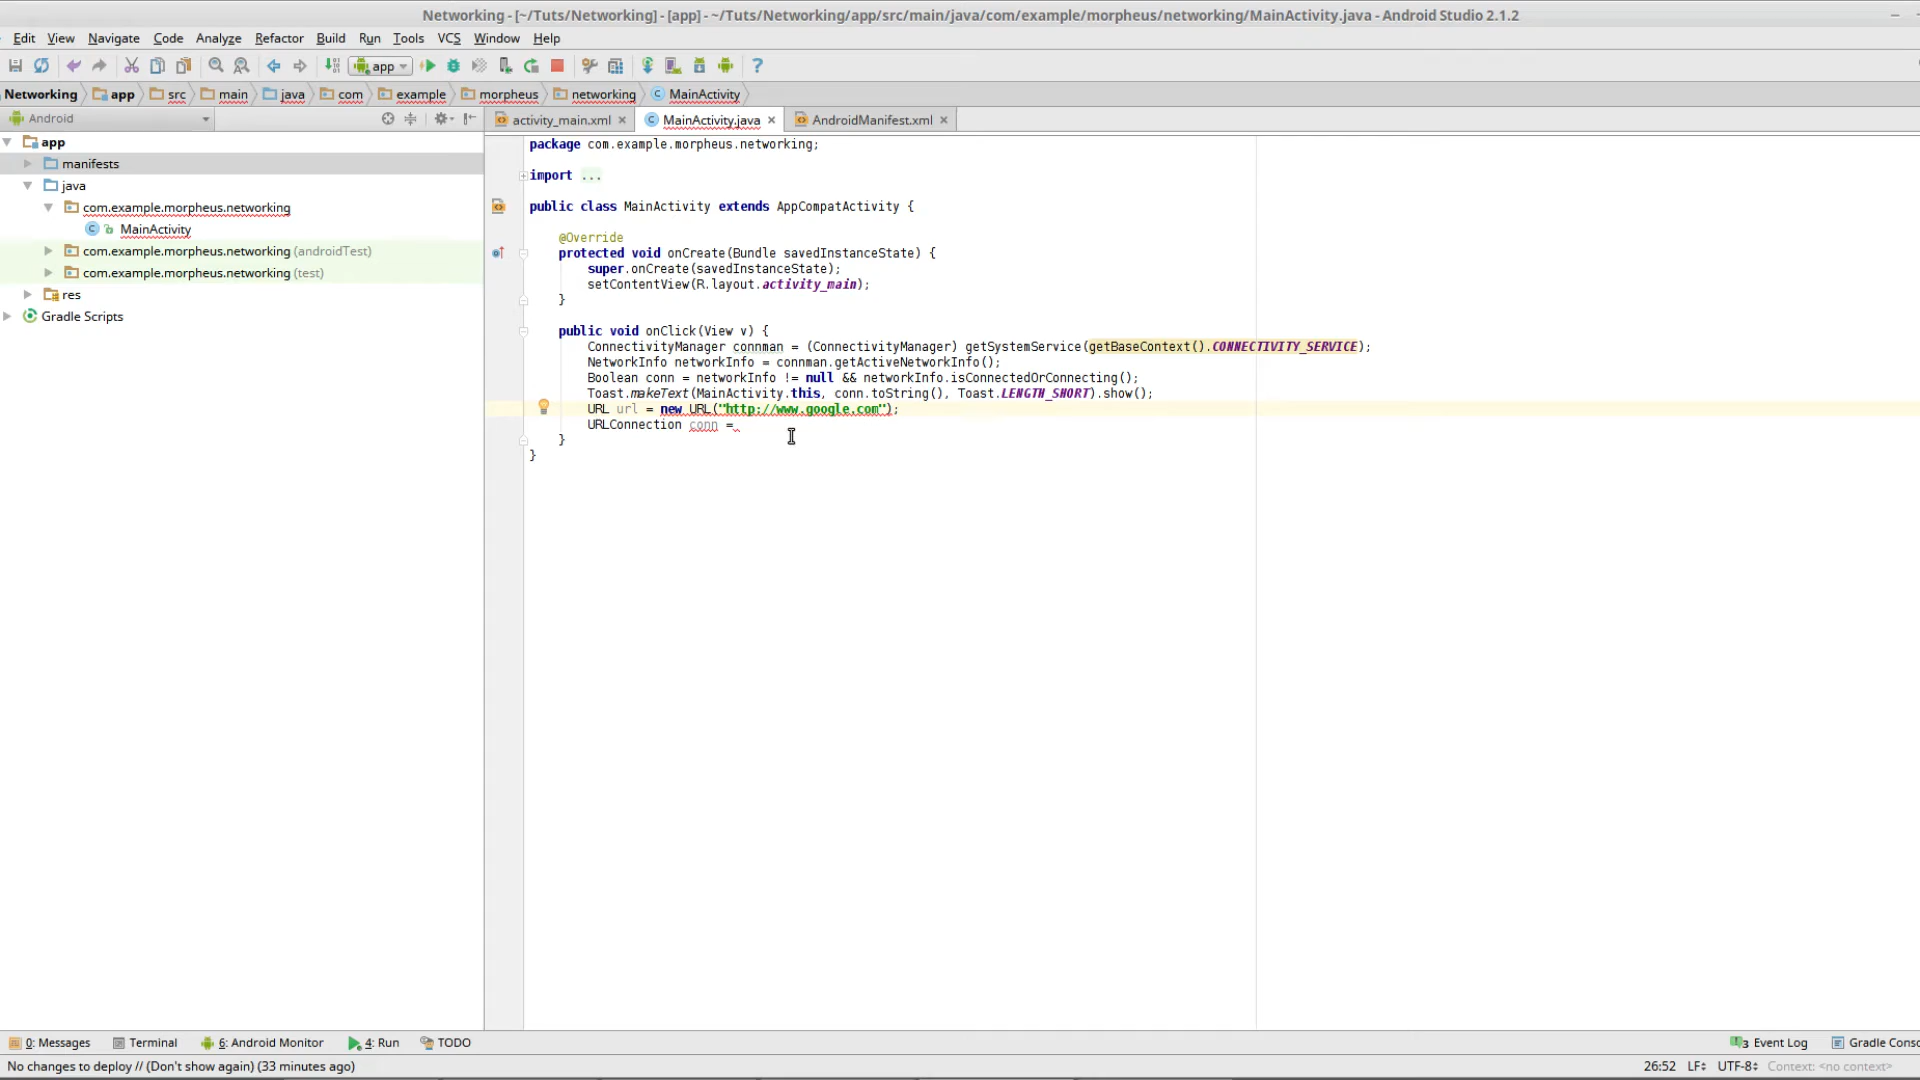 Networking - [~/Tuts/Networking] - [app] - ~/Tuts/Networking/app/src/main/java/com/example/morpheus/networking/MainActivity.java - Android Studio 2.1.2
Edit View Navigate Code Analyze Refactor Build Run Tools VCS Window Help
app
Networking app src main java com example morpheus networking MainActivity
Android
activity_main.xml MainActivity.java AndroidManifest.xml
app
manifests
java
com.example.morpheus.networking
MainActivity
com.example.morpheus.networking (androidTest)
com.example.morpheus.networking (test)
res
Gradle Scripts
package com.example.morpheus.networking;
import ...
public class MainActivity extends AppCompatActivity {
@Override
protected void onCreate(Bundle savedInstanceState) {
super.onCreate(savedInstanceState);
setContentView(R.layout.activity_main);
}
public void onClick(View v) {
ConnectivityManager connman = (ConnectivityManager) getSystemService(getBaseContext().CONNECTIVITY_SERVICE);
NetworkInfo networkInfo = connman.getActiveNetworkInfo();
Boolean conn = networkInfo != null && networkInfo.isConnectedOrConnecting();
Toast.makeText(MainActivity.this, conn.toString(), Toast.LENGTH_SHORT).show();
URL url = new URL("http://www.google.com");
URLConnection conn =
}
}
0: Messages Terminal 6: Android Monitor 4: Run TODO 3 Event Log Gradle Conso
No changes to deploy // (Don't show again) (33 minutes ago) 26:52 LF UTF-8 Context: <no context>